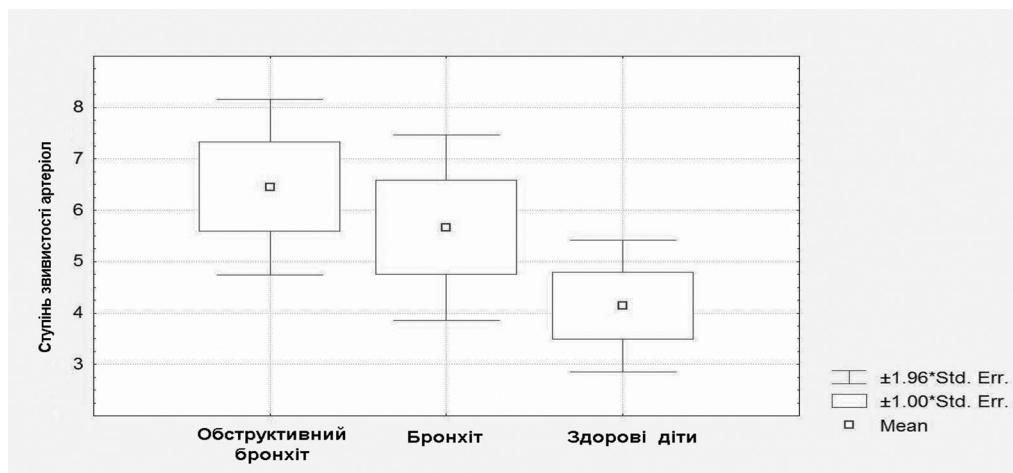 Ступінь звивистості артеріол
8
7
6
5
4
3
Обструктивний
бронхіт
Бронхіт
Здорові діти
±1.96*Std. Err.
±1.00*Std. Err.
Mean